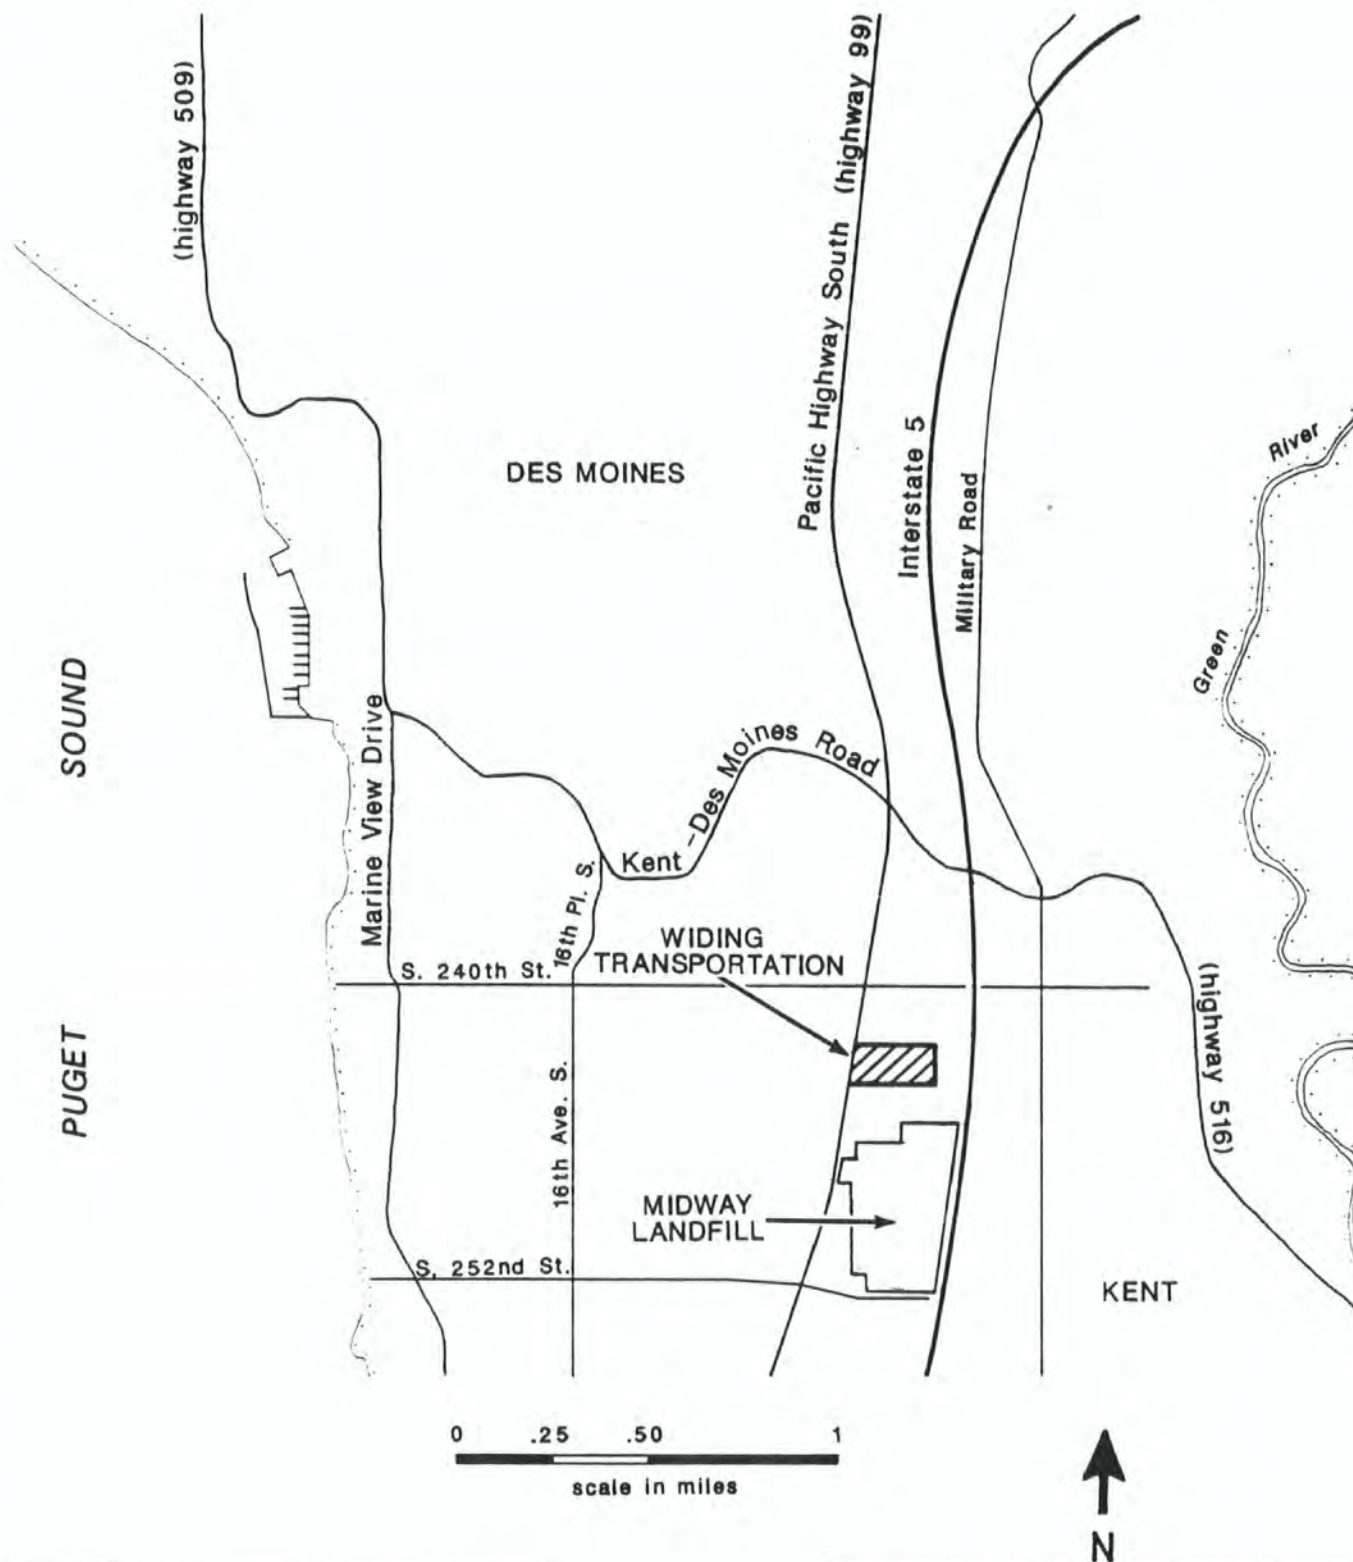 (highway 509)
Pacific Highway South (highway 99)
DES MOINES
Interstate 5
Military Road
River
Green
SOUND
PUGET
Marine View Drive
Kent-Des Moines Road
16th Pl. S.
WIDING
TRANSPORTATION
S. 240th St.
(highway 516)
16th Ave. S.
MIDWAY
LANDFILL
S. 252nd St.
KENT
0 .25 .50 1
scale in miles
N